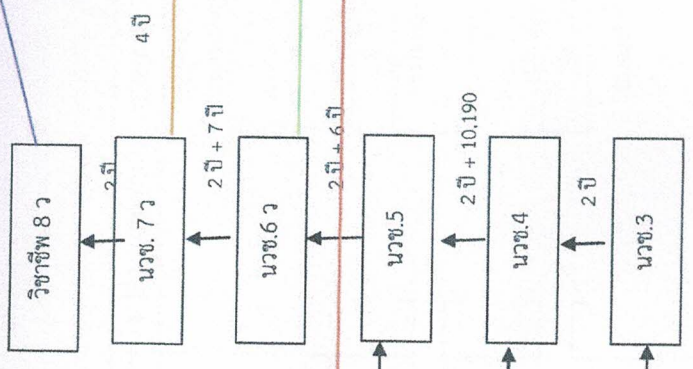 4 ปี
วิชาชีพ 8 ว
2 ปี
นวช. 7 ว
2 ปี + 7 ปี
นวช.6 ว
2 ปี + 6 ปี
นวช.5
2 ปี + 10,190
นวช.4
2 ปี
นวช.3